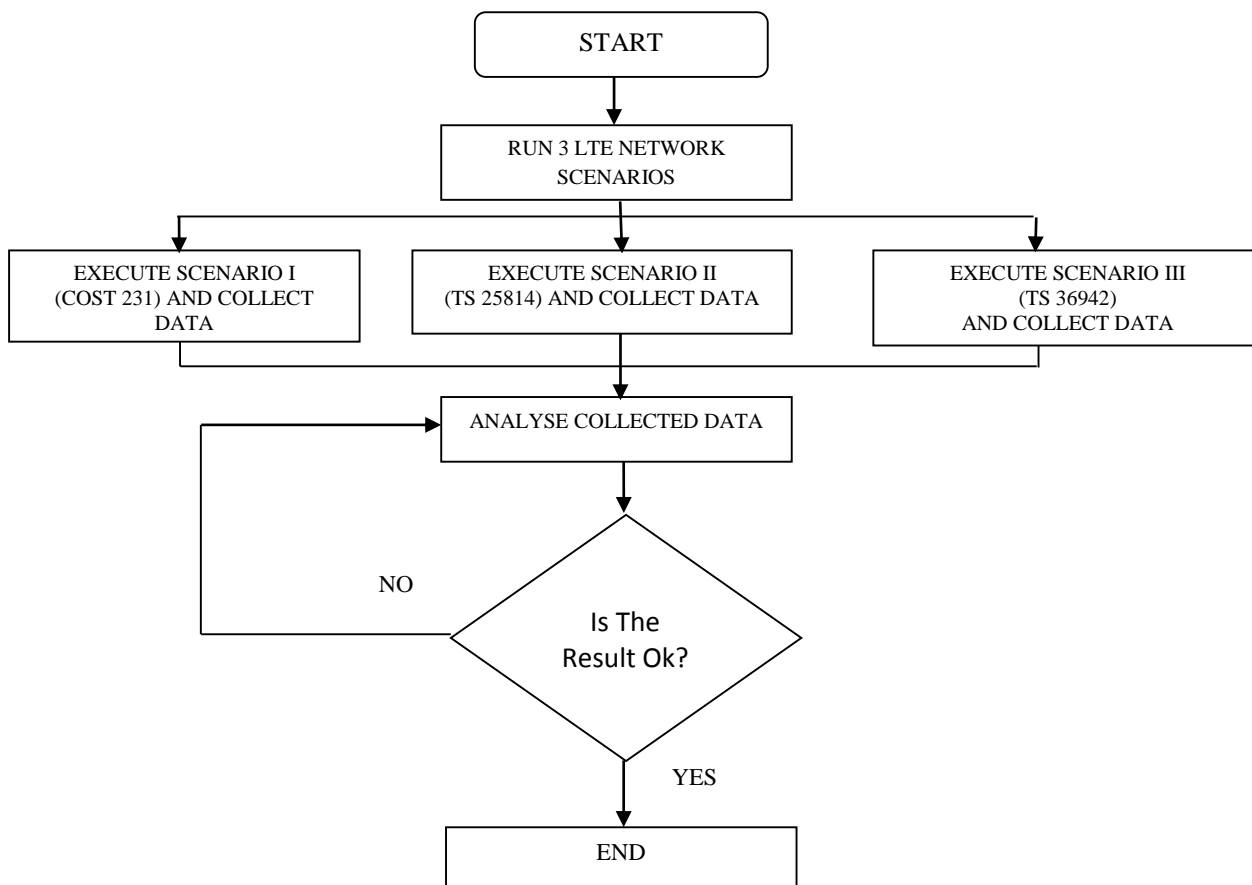 START
RUN 3 LTE NETWORK
SCENARIOS
EXECUTE SCENARIO I
(COST 231) AND COLLECT
DATA
EXECUTE SCENARIO II
(TS 25814) AND COLLECT DATA
EXECUTE SCENARIO III
(TS 36942)
AND COLLECT DATA
ANALYSE COLLECTED DATA
NO
Is The
Result Ok?
YES
END